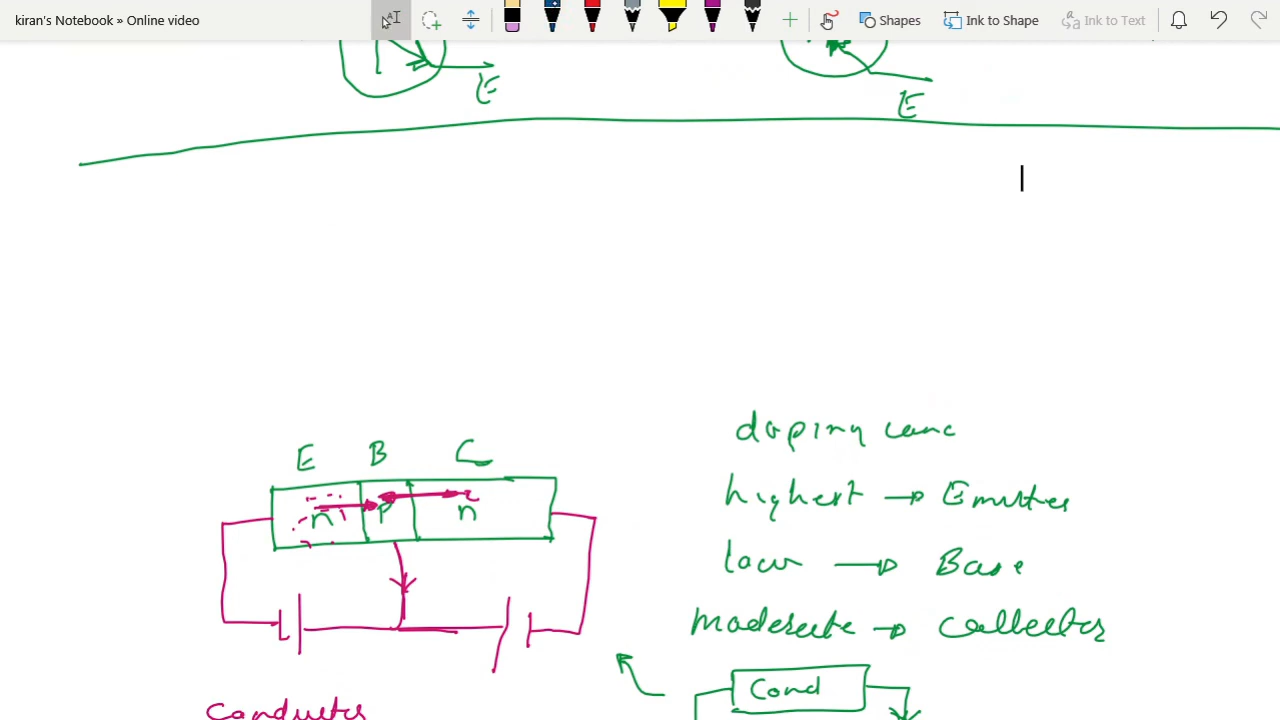 kiran's Notebook » Online video
Shapes
Ink to Shape
Ink to Text
E
E
doping conc
E B C
highest → Emitter
n p n
low → Base
moderate → Collector
Cond
Conductor